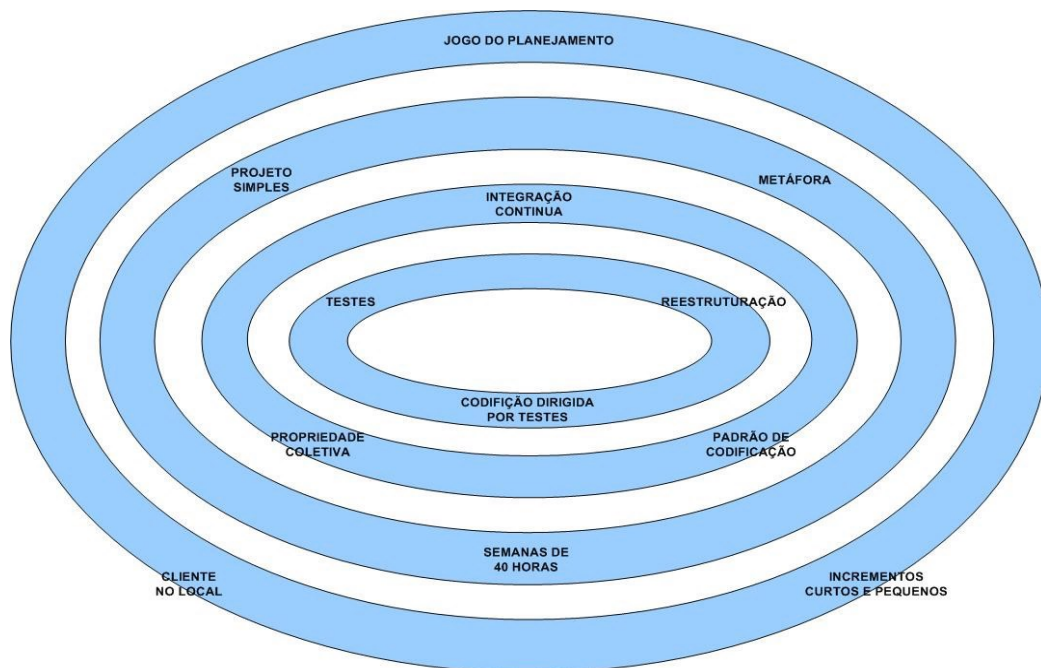 JOGO DO PLANEJAMENTO
PROJETO
SIMPLES
METÁFORA
INTEGRAÇÃO
CONTINUA
TESTES
REESTRUTURAÇÃO
CODIFIÇÃO DIRIGIDA
POR TESTES
PROPRIEDADE
COLETIVA
PADRÃO DE
CODIFICAÇÃO
SEMANAS DE
40 HORAS
CLIENTE
NO LOCAL
INCREMENTOS
CURTOS E PEQUENOS